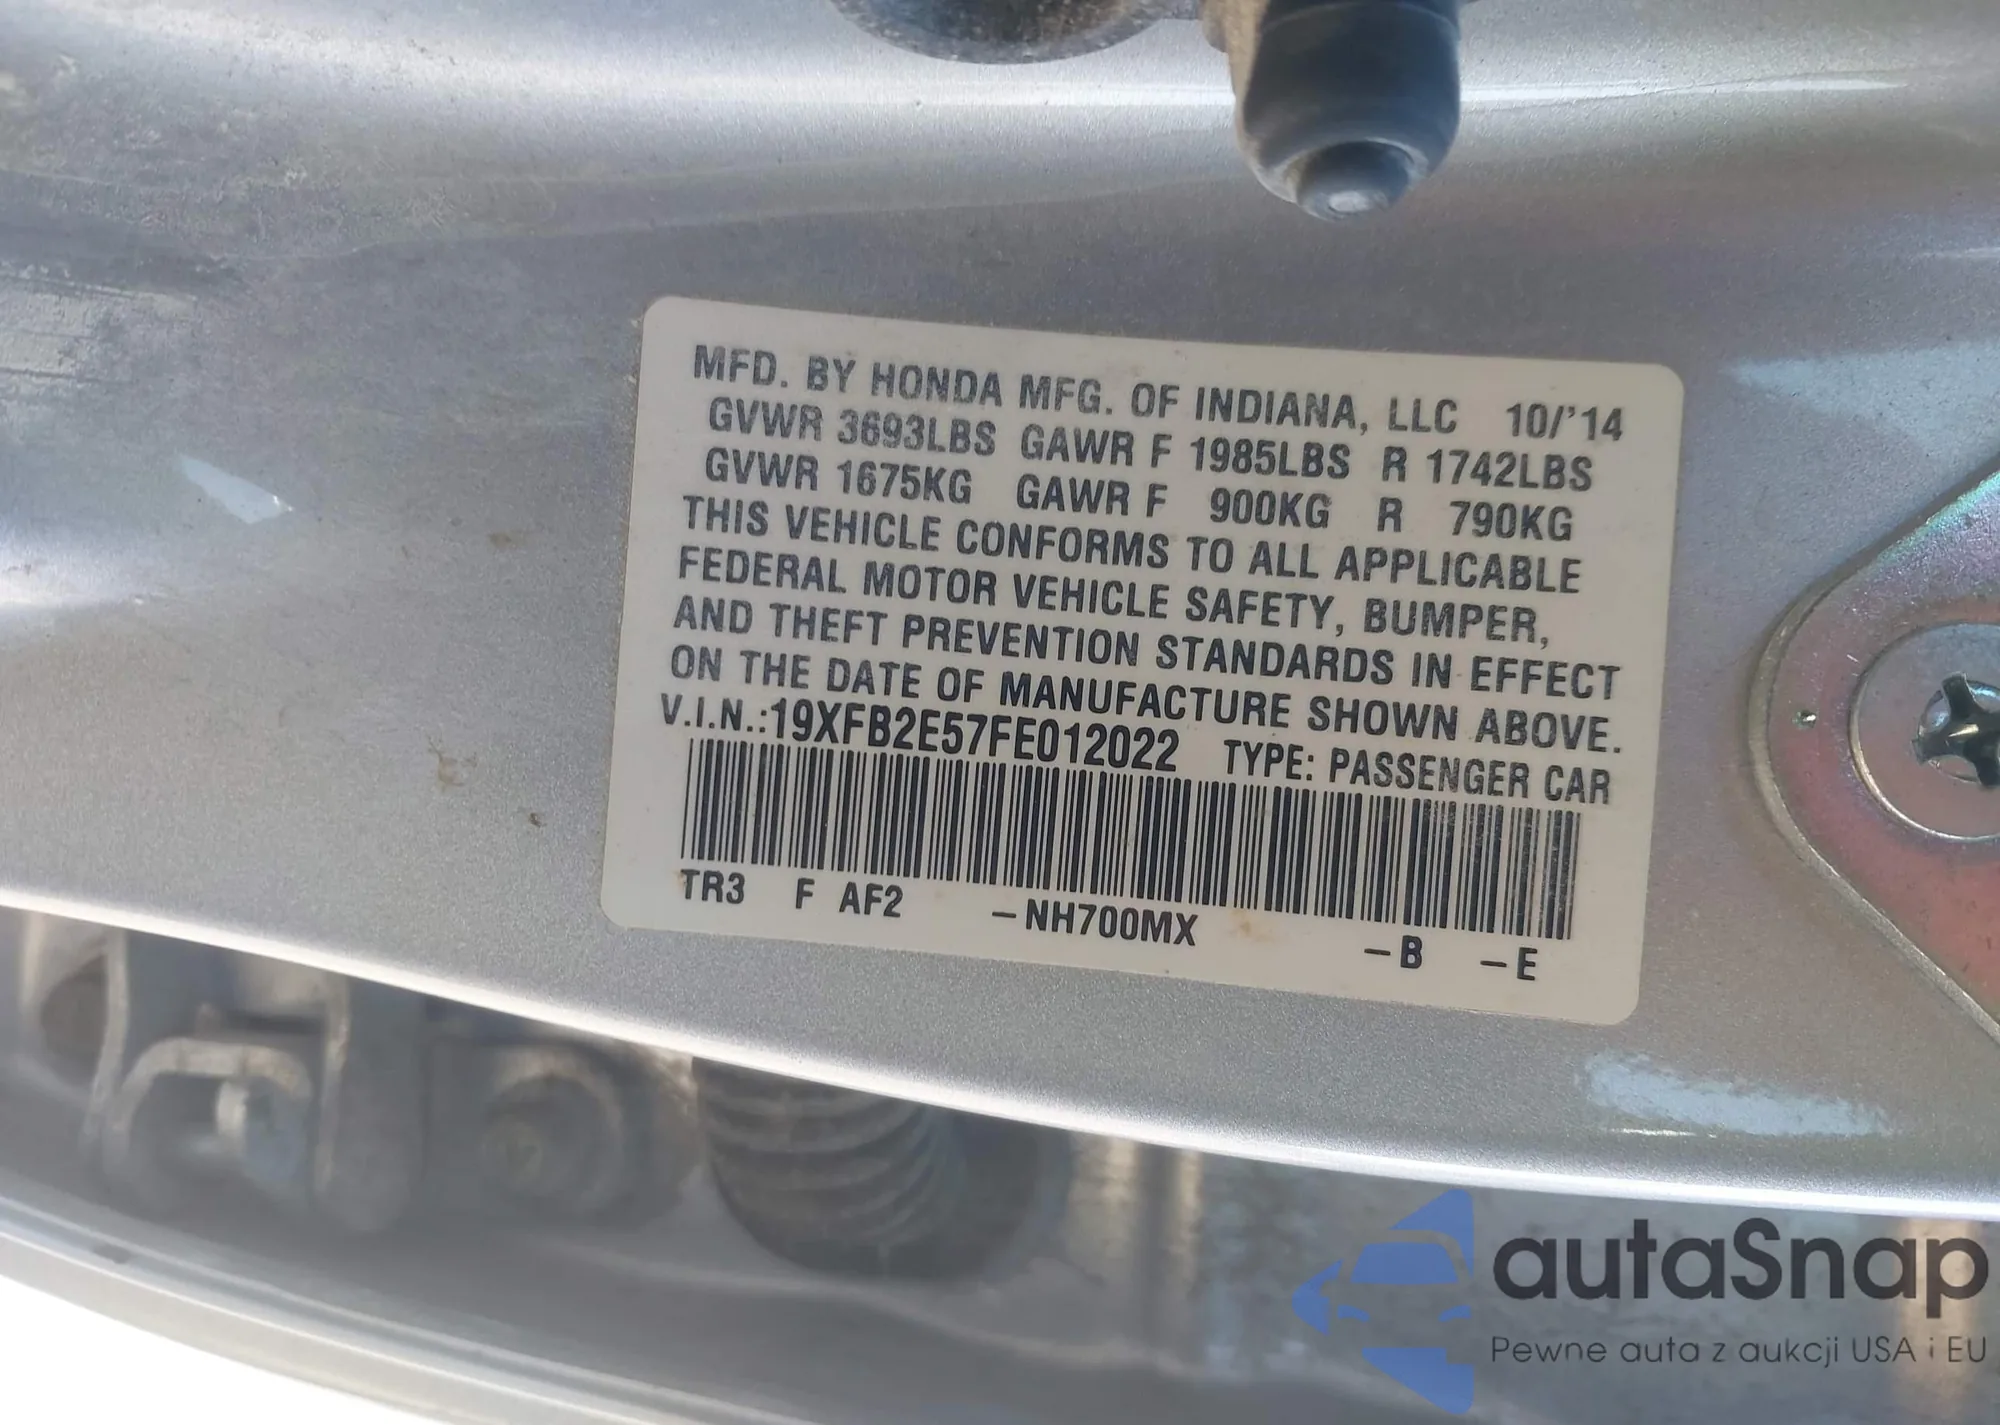 MFD. BY HONDA MFG. OF INDIANA, LLC 10/'14
GVWR 3693LBS GAWR F 1985LBS R 1742LBS
GVWR 1675KG GAWR F 900KG R 790KG
THIS VEHICLE CONFORMS TO ALL APPLICABLE
FEDERAL MOTOR VEHICLE SAFETY, BUMPER,
AND THEFT PREVENTION STANDARDS IN EFFECT
ON THE DATE OF MANUFACTURE SHOWN ABOVE.
V.I.N.:19XFB2E57FE012022 TYPE: PASSENGER CAR
TR3 F AF2 -NH700MX -B -E
autaSnap
Pewne auta z aukcji USA i EU